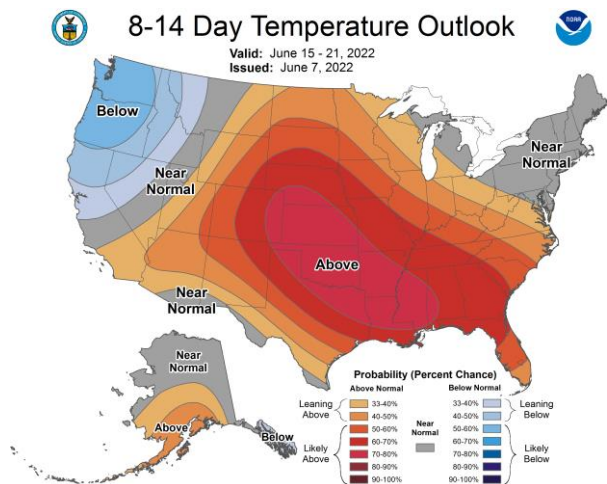 8-14 Day Temperature Outlook
NOAA
Valid: June 15 - 21, 2022
Issued: June 7, 2022
Below
Near
Normal
Near
Normal
Above
Near
Normal
Near
Normal
Above
Below
Probability (Percent Chance)
Above Normal Below Normal
Leaning
Above
33-40%
40-50%
Likely
Above
50-60%
60-70%
70-80%
80-90%
90-100%
Near
Normal
33-40%
40-50%
Leaning
Below
50-60%
60-70%
70-80%
80-90%
90-100%
Likely
Below